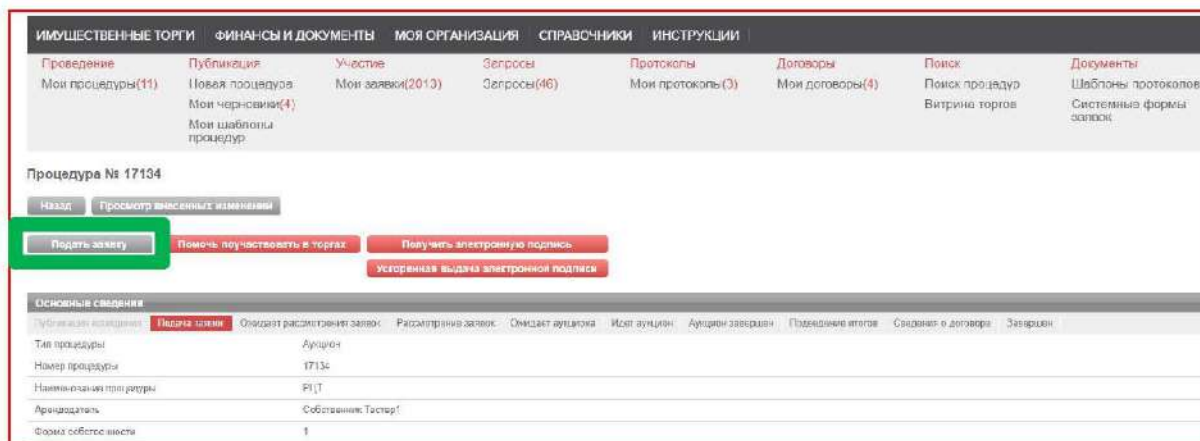 ИМУЩЕСТВЕННЫЕ ТОРГИ ФИНАНСЫ И ДОКУМЕНТЫ МОЯ ОРГАНИЗАЦИЯ СПРАВОЧНИКИ ИНСТРУКЦИИ
Проведение Публикация Участие Запросы Протоколы Договоры Поиск Документы
Мои процедуры(11) Новая процедура Мои заявки(2013) Запросы(46) Мои протоколы(3) Мои договоры(4) Поиск процедур Шаблоны протоколов
Мои черновики(4) Витрина торгов Системные формы заявок
Мои шаблоны процедур
Процедура № 17134
Назад Просмотр внесенных изменений
Подать заявку Помочь поучаствовать в торгах Получить электронную подпись
Ускоренная выдача электронной подписи
Основные сведения
Публикация извещения Подача заявок Ожидает рассмотрения заявок Рассмотрение заявок Ожидает аукциона Идет аукцион Аукцион завершен Подведение итогов Сведения о договоре Завершен
Тип процедуры Аукцион
Номер процедуры 17134
Наименование процедуры
Арендодатель Собственник Тестер1
Форма собственности 1